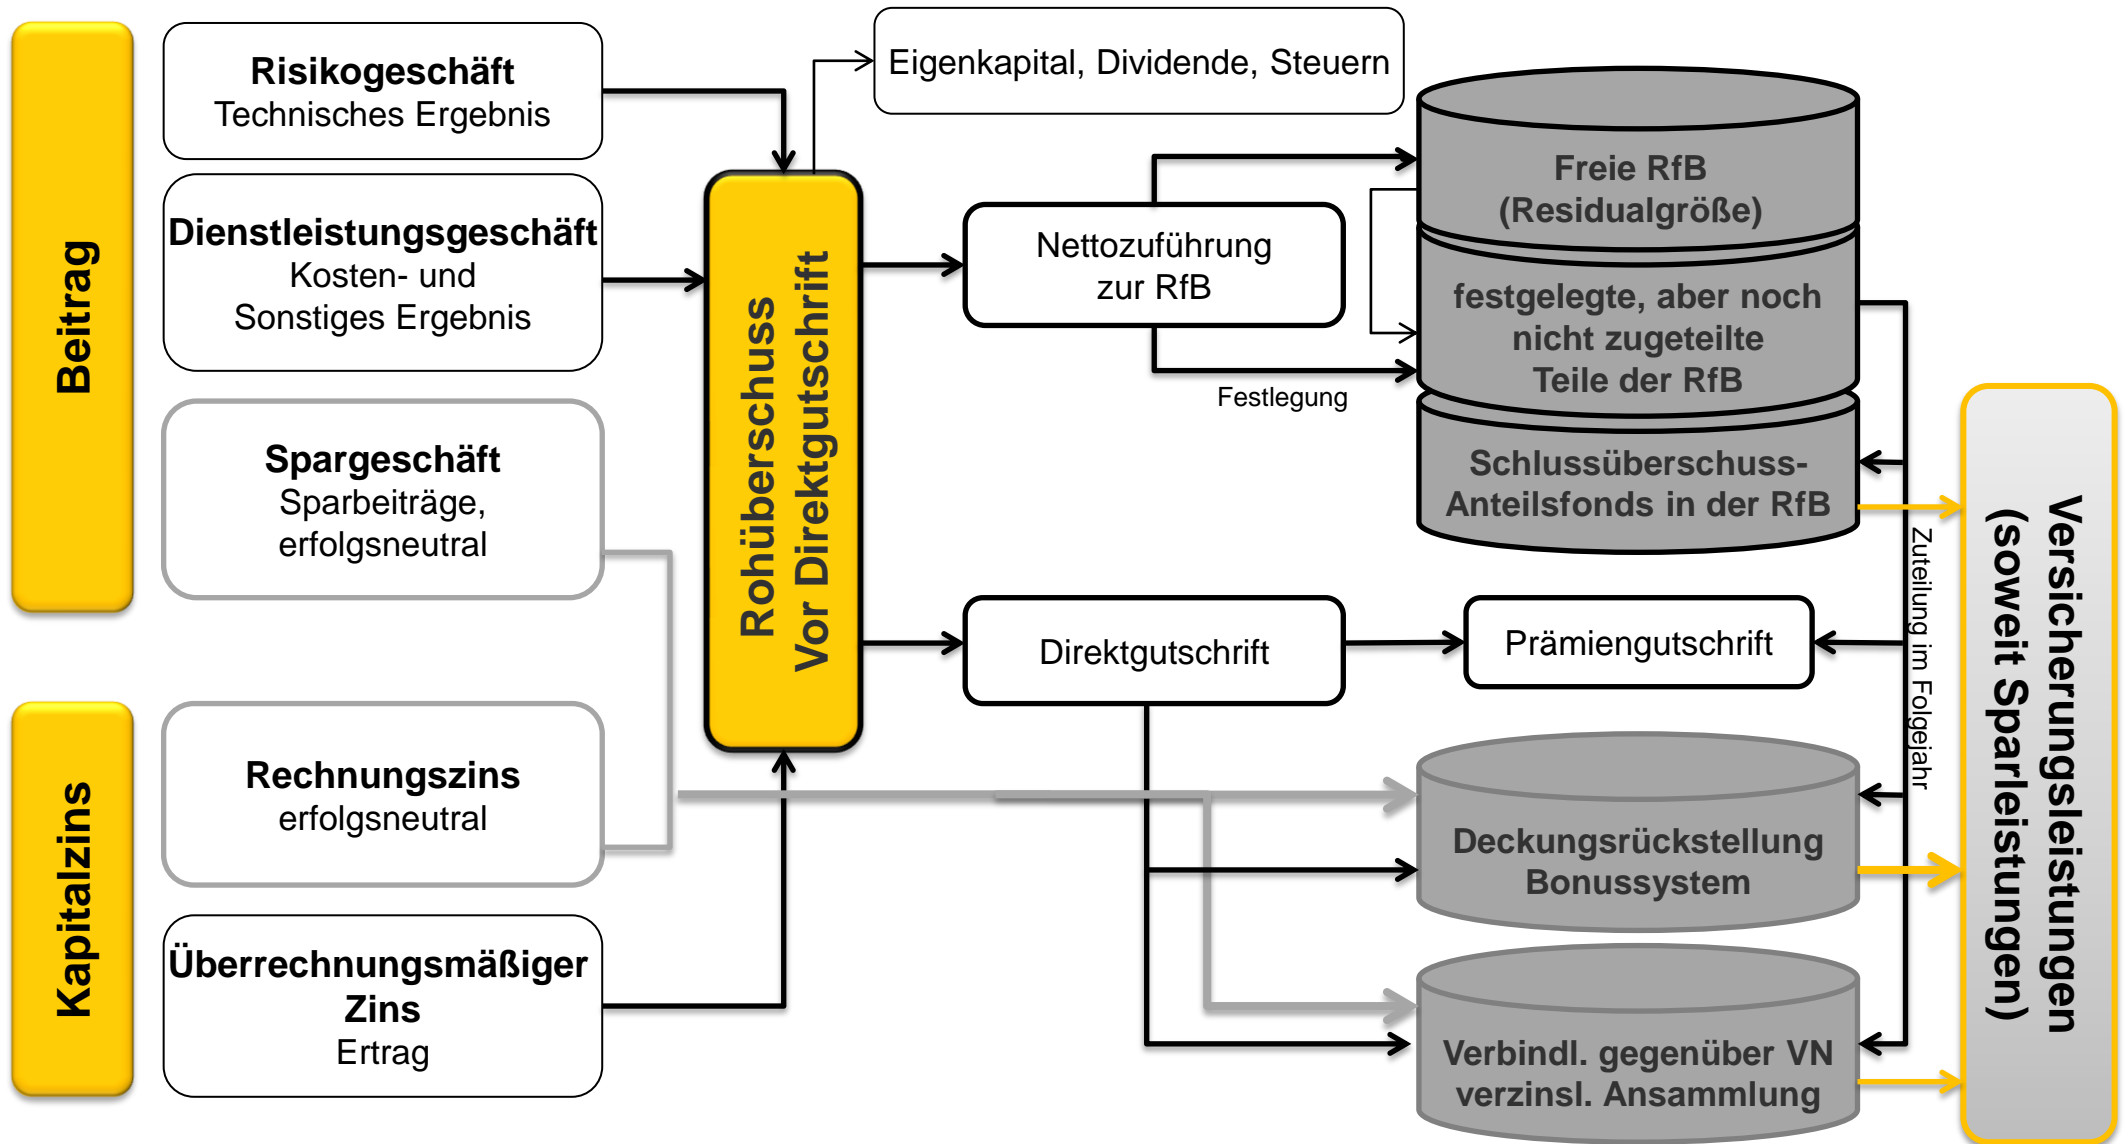 Beitrag
Risikogeschäft
Technisches Ergebnis
Dienstleistungsgeschäft
Kosten- und
Sonstiges Ergebnis
Spargeschäft
Sparbeiträge,
erfolgsneutral
Kapitalzins
Rechnungszins
erfolgsneutral
Überrechnungsmäßiger
Zins
Ertrag
Rohüberschuss
Vor Direktgutschrift
Eigenkapital, Dividende, Steuern
Nettozuführung
zur RfB
Festlegung
Direktgutschrift
Freie RfB
(Residualgröße)
festgelegte, aber noch
nicht zugeteilte
Teile der RfB
Schlussüberschuss-
Anteilsfonds in der RfB
Prämiengutschrift
Deckungsrückstellung
Bonussystem
Verbindl. gegenüber VN
verzinsl. Ansammlung
Zuteilung im Folgejahr
Versicherungsleistungen
(soweit Sparleistungen)